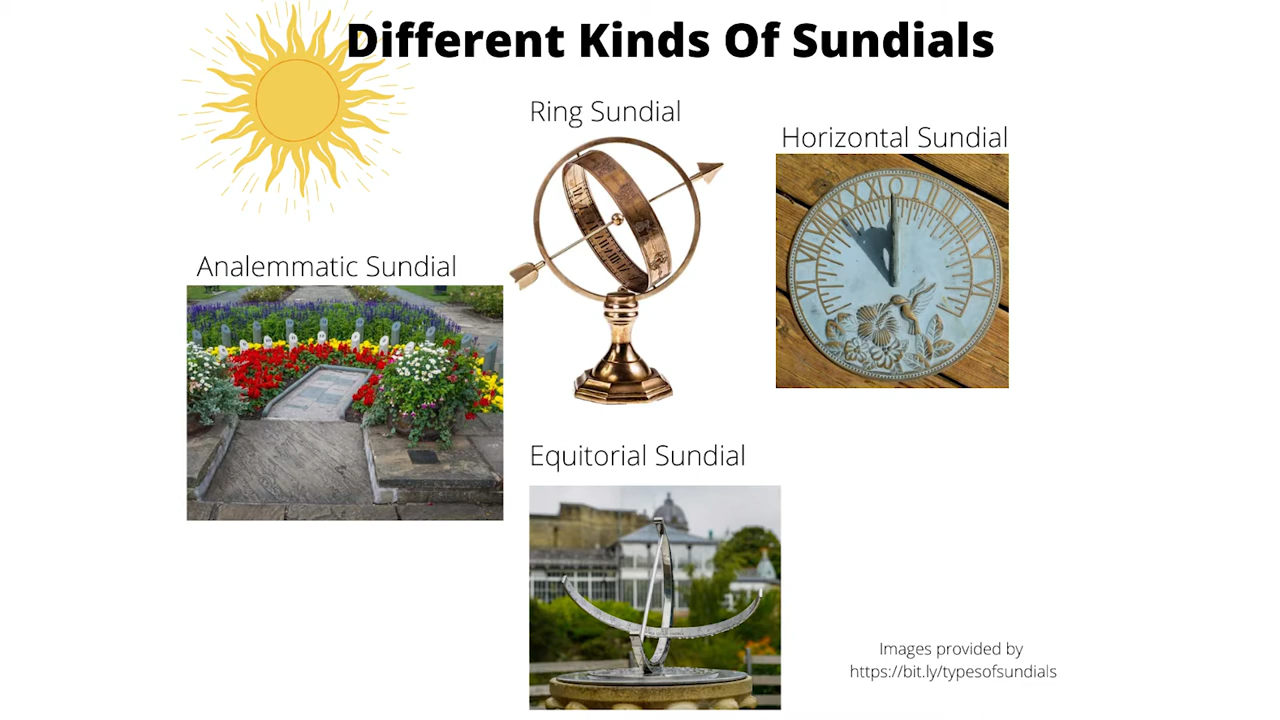 Different Kinds Of Sundials
Ring Sundial
Horizontal Sundial
Analemmatic Sundial
Equitorial Sundial
Images provided by
https://bit.ly/typesofsundials